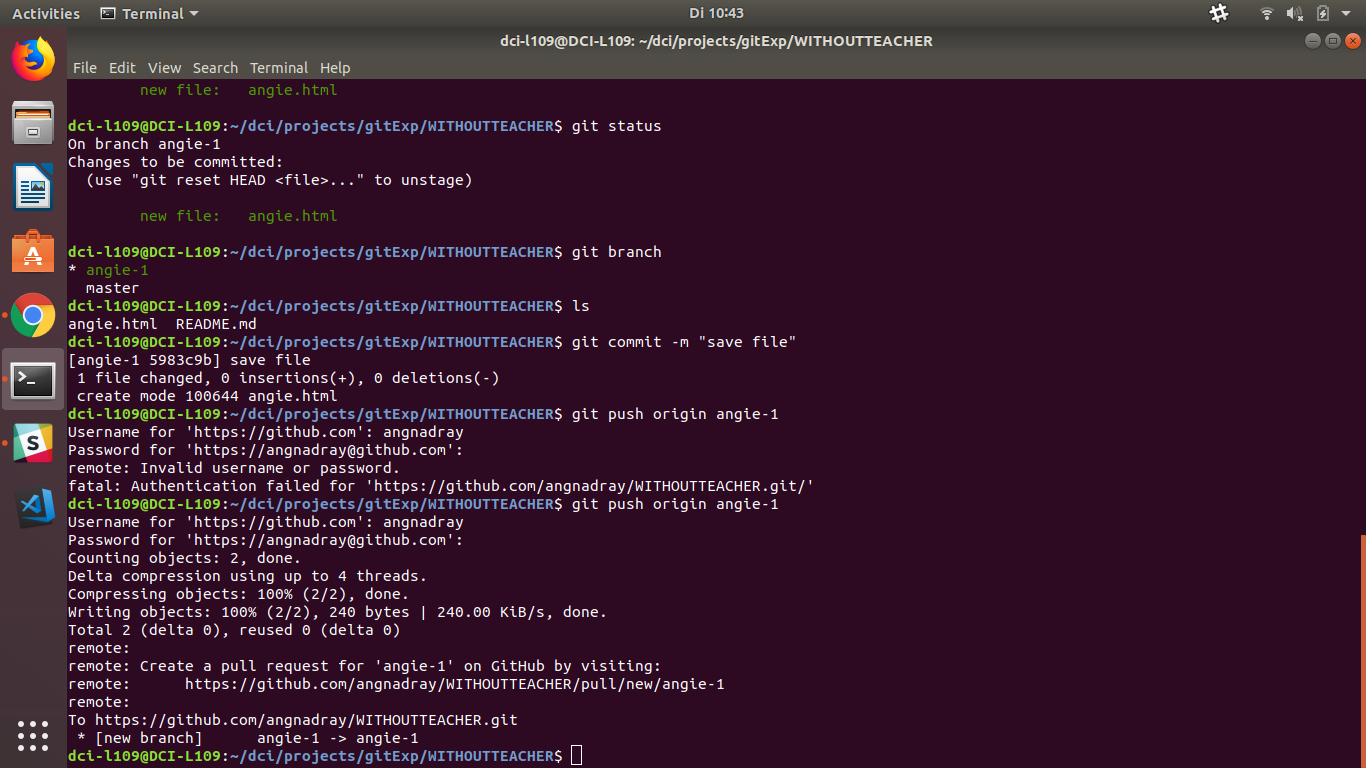 Activities Terminal Di 10:43
dci-l109@DCI-L109: ~/dci/projects/gitExp/WITHOUTTEACHER
File Edit View Search Terminal Help
new file:   angie.html
dci-l109@DCI-L109:~/dci/projects/gitExp/WITHOUTTEACHER$ git status
On branch angie-1
Changes to be committed:
  (use "git reset HEAD <file>..." to unstage)
new file:   angie.html
dci-l109@DCI-L109:~/dci/projects/gitExp/WITHOUTTEACHER$ git branch
* angie-1
  master
dci-l109@DCI-L109:~/dci/projects/gitExp/WITHOUTTEACHER$ ls
angie.html  README.md
dci-l109@DCI-L109:~/dci/projects/gitExp/WITHOUTTEACHER$ git commit -m "save file"
[angie-1 5983c9b] save file
 1 file changed, 0 insertions(+), 0 deletions(-)
 create mode 100644 angie.html
dci-l109@DCI-L109:~/dci/projects/gitExp/WITHOUTTEACHER$ git push origin angie-1
Username for 'https://github.com': angnadray
Password for 'https://angnadray@github.com':
remote: Invalid username or password.
fatal: Authentication failed for 'https://github.com/angnadray/WITHOUTTEACHER.git/'
dci-l109@DCI-L109:~/dci/projects/gitExp/WITHOUTTEACHER$ git push origin angie-1
Username for 'https://github.com': angnadray
Password for 'https://angnadray@github.com':
Counting objects: 2, done.
Delta compression using up to 4 threads.
Compressing objects: 100% (2/2), done.
Writing objects: 100% (2/2), 240 bytes | 240.00 KiB/s, done.
Total 2 (delta 0), reused 0 (delta 0)
remote:
remote: Create a pull request for 'angie-1' on GitHub by visiting:
remote:      https://github.com/angnadray/WITHOUTTEACHER/pull/new/angie-1
remote:
To https://github.com/angnadray/WITHOUTTEACHER.git
 * [new branch]      angie-1 -> angie-1
dci-l109@DCI-L109:~/dci/projects/gitExp/WITHOUTTEACHER$